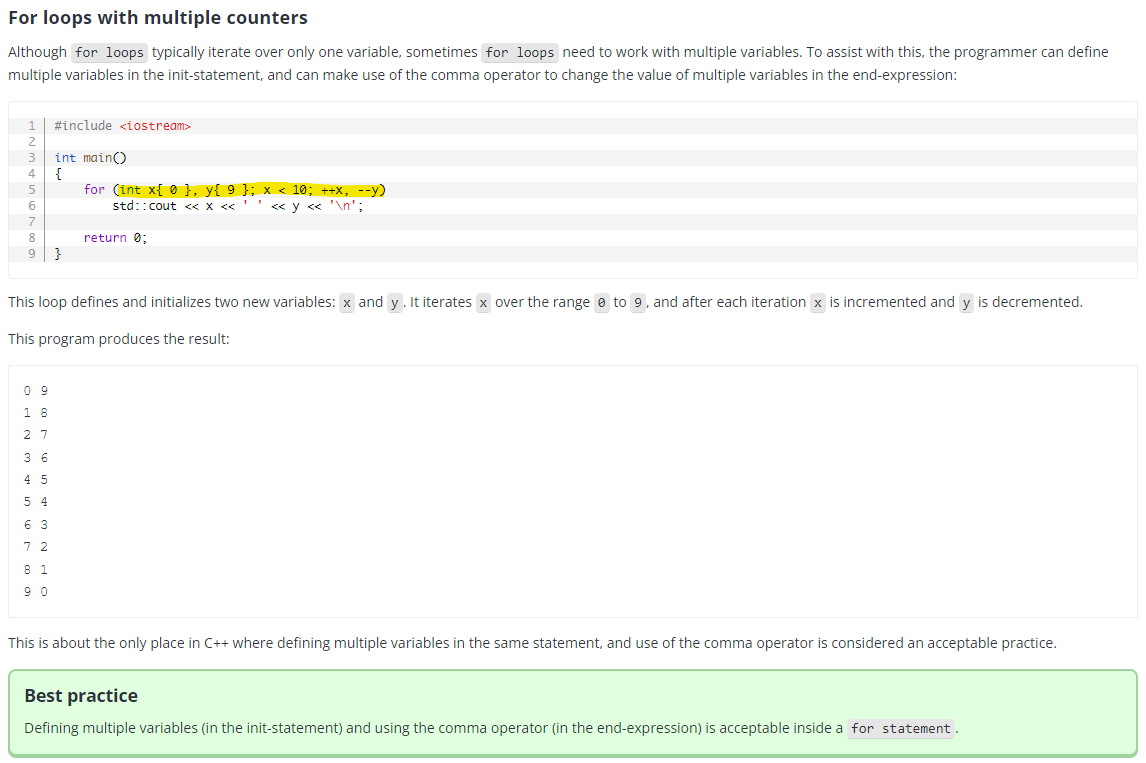 For loops with multiple counters
Although for loops typically iterate over only one variable, sometimes for loops need to work with multiple variables. To assist with this, the programmer can define
multiple variables in the init-statement, and can make use of the comma operator to change the value of multiple variables in the end-expression:
1 #include <iostream>
2
3 int main()
4 {
5     for (int x{ 0 }, y{ 9 }; x < 10; ++x, --y)
6         std::cout << x << ' ' << y << '\n';
7
8     return 0;
9 }
This loop defines and initializes two new variables: x and y. It iterates x over the range 0 to 9, and after each iteration x is incremented and y is decremented.
This program produces the result:
0 9
1 8
2 7
3 6
4 5
5 4
6 3
7 2
8 1
9 0
This is about the only place in C++ where defining multiple variables in the same statement, and use of the comma operator is considered an acceptable practice.
Best practice
Defining multiple variables (in the init-statement) and using the comma operator (in the end-expression) is acceptable inside a for statement.